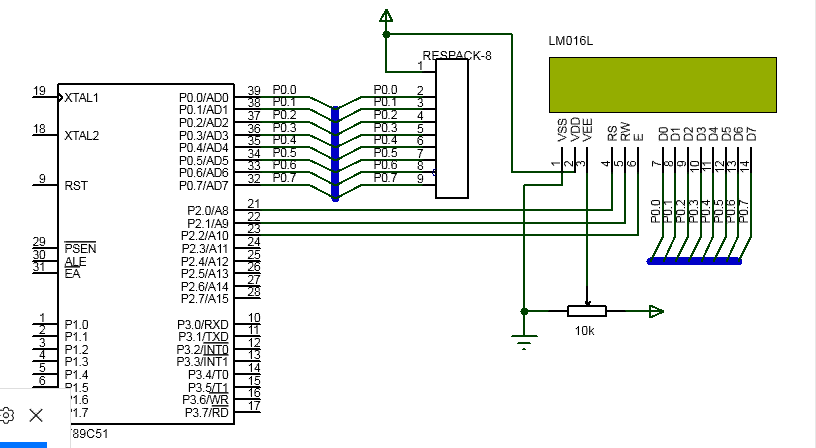 RESPACK-8
LM016L
1
2
3
4
5
6
7
8
9
P0.0
P0.1
P0.2
P0.3
P0.4
P0.5
P0.6
P0.7
P0.0
P0.1
P0.2
P0.3
P0.4
P0.5
P0.6
P0.7
19 XTAL1
18 XTAL2
9 RST
29 PSEN
30 ALE
31 EA
1 P1.0
2 P1.1
3 P1.2
4 P1.3
5 P1.4
6 P1.5
P1.6
P1.7
P0.0/AD0 39
P0.1/AD1 38
P0.2/AD2 37
P0.3/AD3 36
P0.4/AD4 35
P0.5/AD5 34
P0.6/AD6 33
P0.7/AD7 32
P2.0/A8 21
P2.1/A9 22
P2.2/A10 23
P2.3/A11 24
P2.4/A12 25
P2.5/A13 26
P2.6/A14 27
P2.7/A15 28
P3.0/RXD 10
P3.1/TXD 11
P3.2/INT0 12
P3.3/INT1 13
P3.4/T0 14
P3.5/T1 15
P3.6/WR 16
P3.7/RD 17
VSS 1
VDD 2
VEE 3
RS 4
RW 5
E 6
D0 7
D1 8
D2 9
D3 10
D4 11
D5 12
D6 13
D7 14
P0.0
P0.1
P0.2
P0.3
P0.4
P0.5
P0.6
P0.7
10k
T89C51